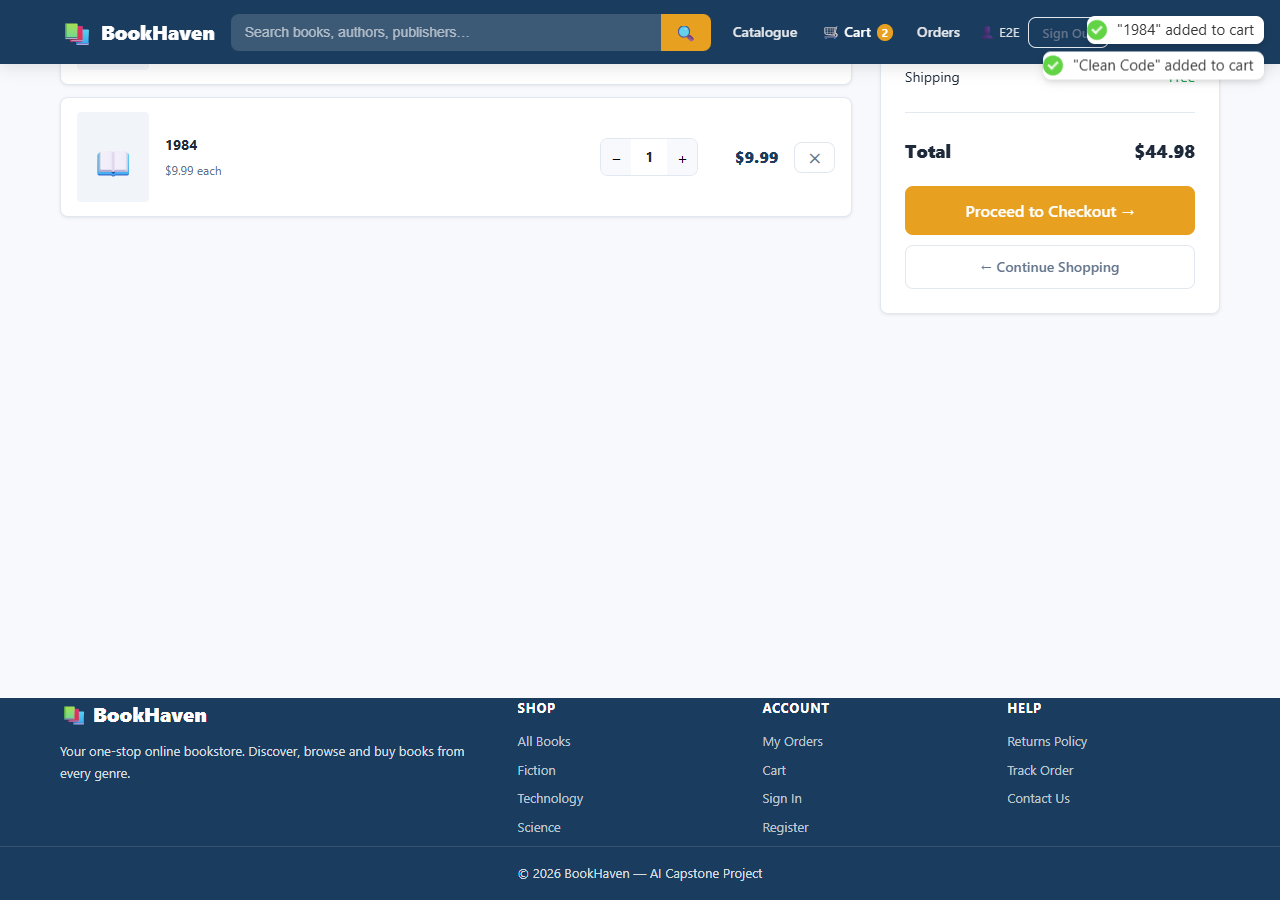 BookHaven
Search books, authors, publishers...
Catalogue
Cart 2
Orders
E2E
"1984" added to cart
"Clean Code" added to cart
Shipping
1984
$9.99 each
– 1 +
$9.99
Total $44.98
Proceed to Checkout →
← Continue Shopping
BookHaven
Your one-stop online bookstore. Discover, browse and buy books from
every genre.
SHOP
All Books
Fiction
Technology
Science
ACCOUNT
My Orders
Cart
Sign In
Register
HELP
Returns Policy
Track Order
Contact Us
© 2026 BookHaven — AI Capstone Project